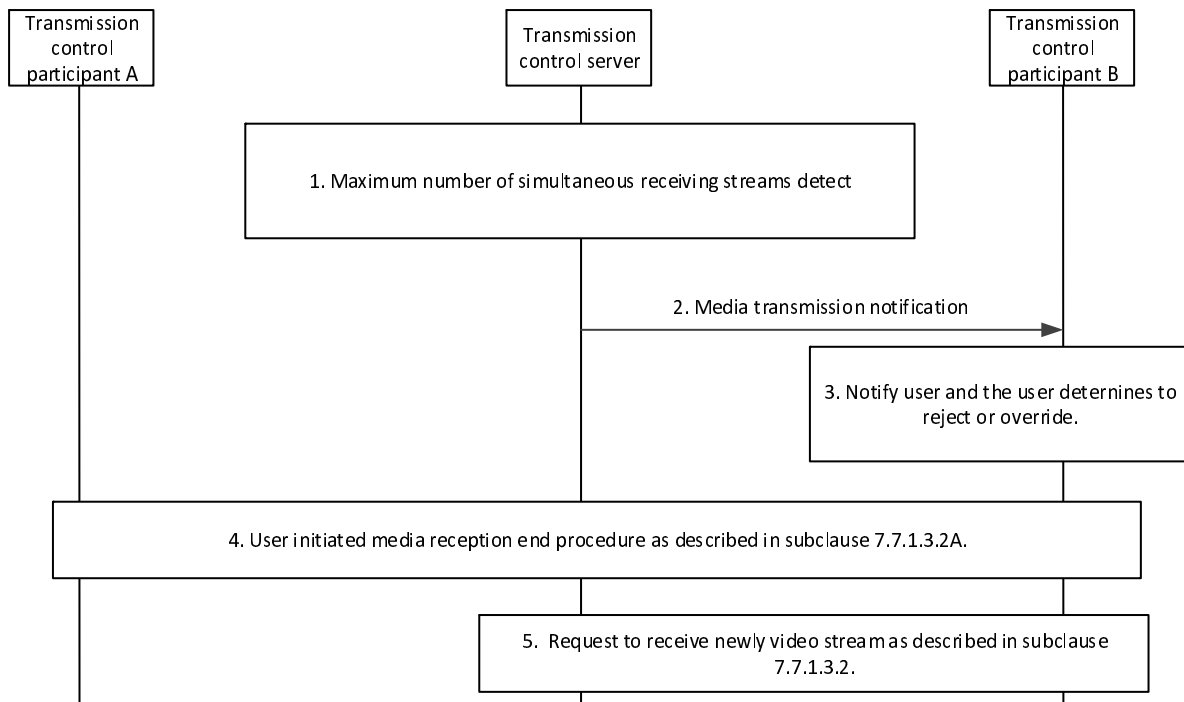 Transmission
control
participant A
Transmission
control server
Transmission
control
participant B
1. Maximum number of simultaneous receiving streams detect
2. Media transmission notification
3. Notify user and the user deternines to
reject or override.
4. User initiated media reception end procedure as described in subclause 7.7.1.3.2A.
5. Request to receive newly video stream as described in subclause
7.7.1.3.2.